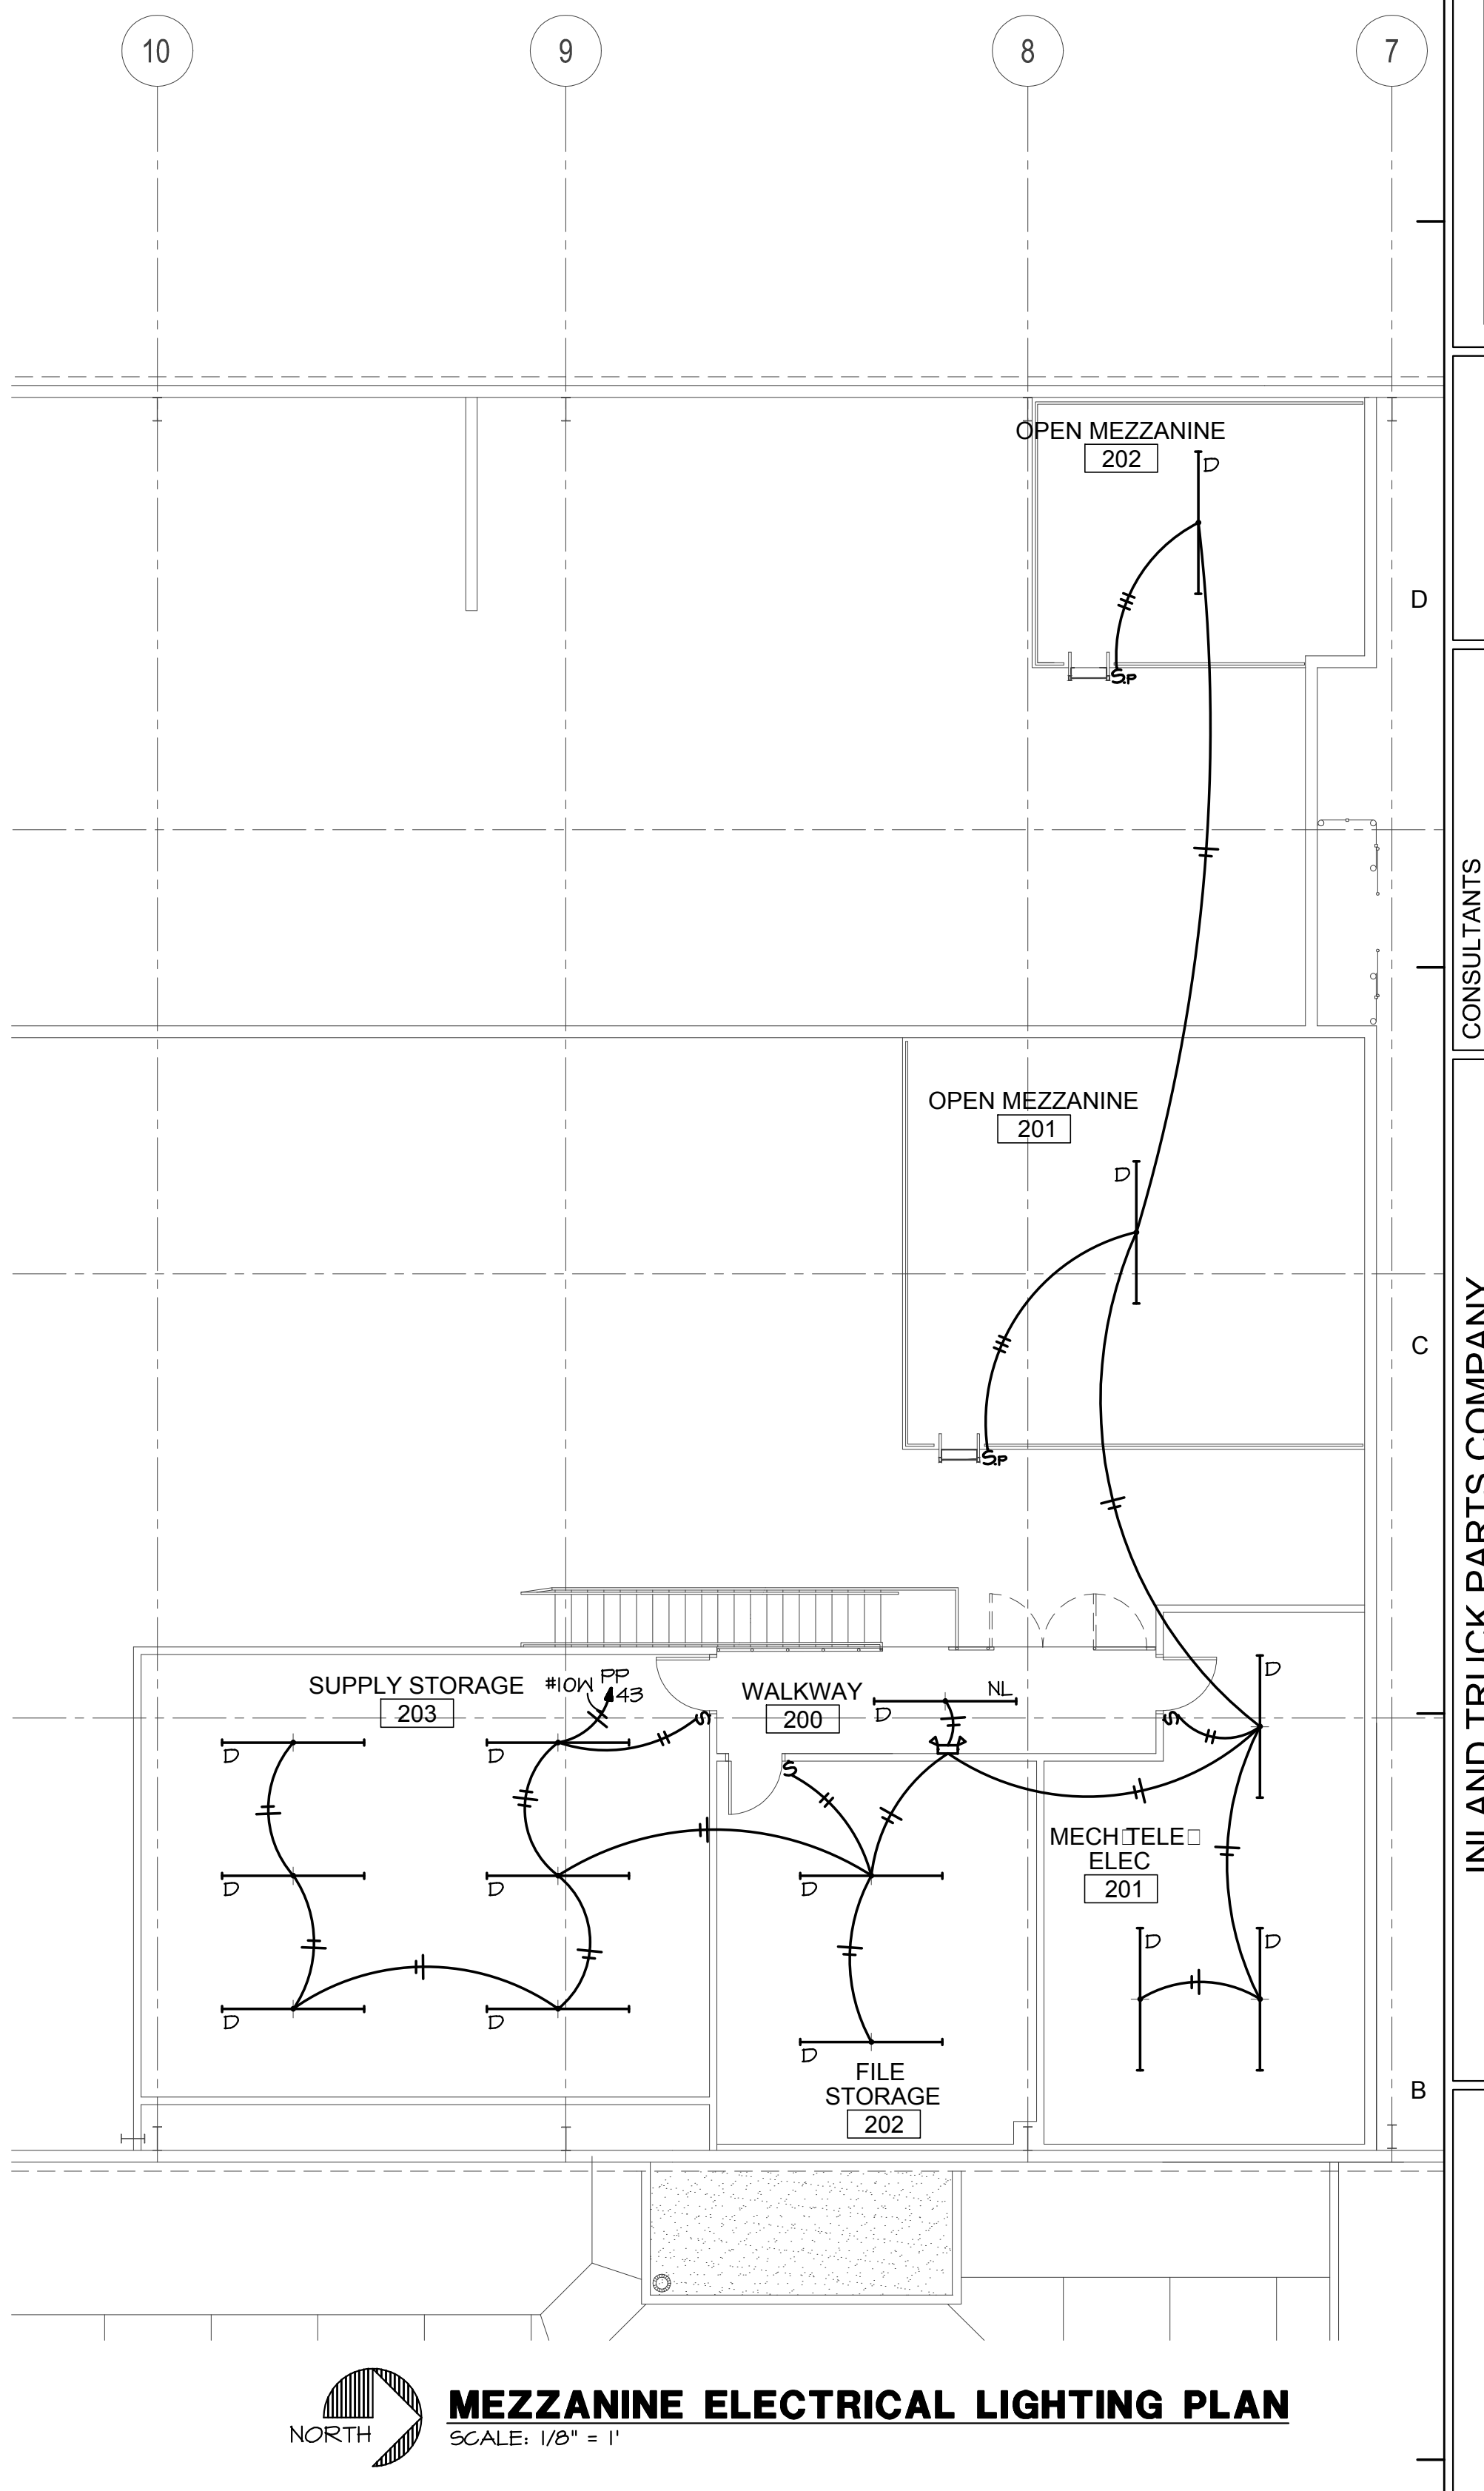 10
9
8
7
OPEN MEZZANINE
202
D
D
S.P
CONSULTANTS
OPEN MEZZANINE
201
D
INLAND TRUCK PARTS COMPANY
C
S.P
SUPPLY STORAGE
203
#10W
PP
43
S
WALKWAY
200
NL
D
S
D
D
D
S
MECH TELE
ELEC
201
D
D
D
D
D
D
D
D
D
FILE
STORAGE
202
B
NORTH
MEZZANINE ELECTRICAL LIGHTING PLAN
SCALE: 1/8" = 1'